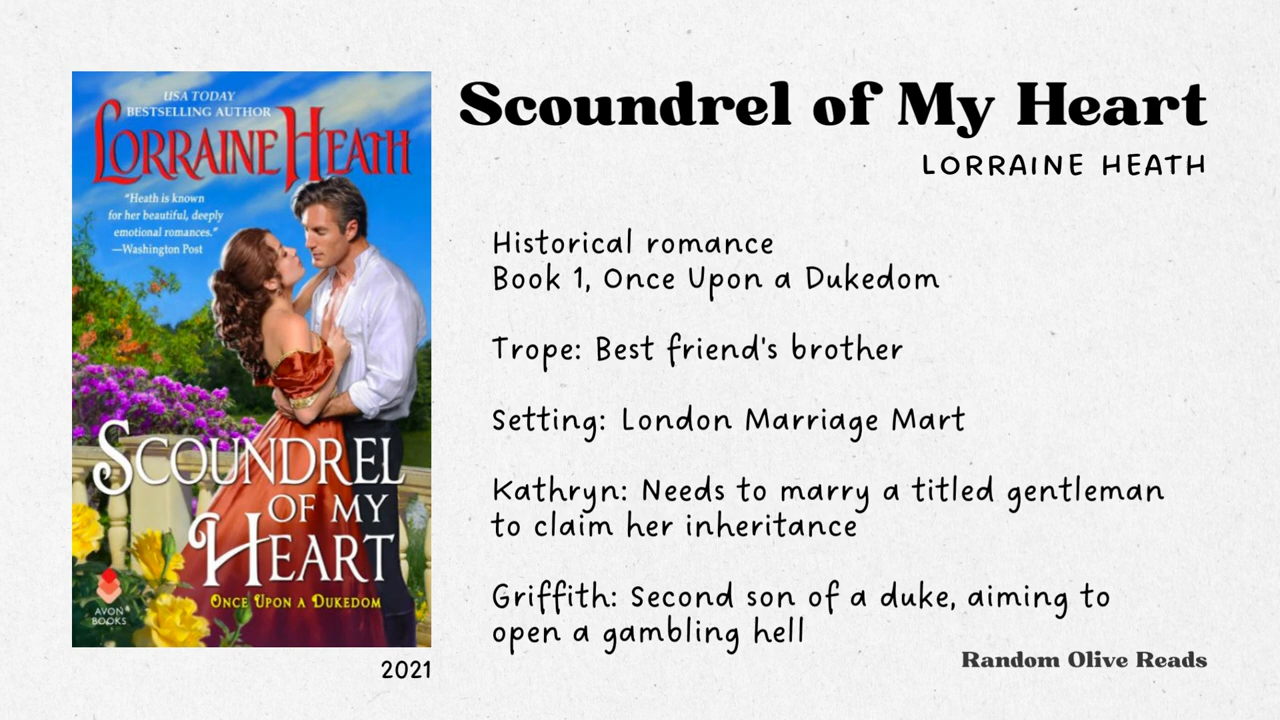 USA TODAY
BESTSELLING AUTHOR
LORRAINE HEATH
“Heath is known
for her beautiful, deeply
emotional romances.”
—Washington Post
SCOUNDREL
OF MY
HEART
ONCE UPON A DUKEDOM
AVON
BOOKS
2021
Scoundrel of My Heart
LORRAINE HEATH
Historical romance
Book 1, Once Upon a Dukedom
Trope: Best friend's brother
Setting: London Marriage Mart
Kathryn: Needs to marry a titled gentleman
to claim her inheritance
Griffith: Second son of a duke, aiming to
open a gambling hell
Random Olive Reads